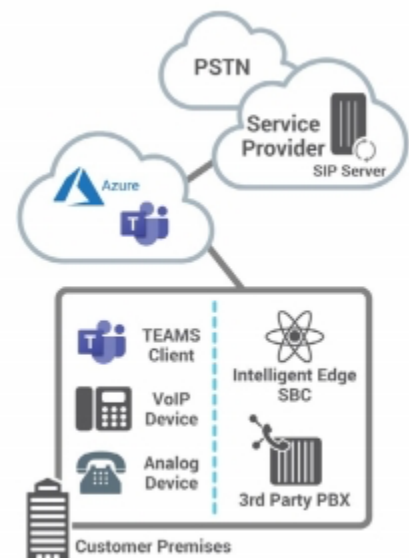 PSTN
Service
Provider
SIP Server
Azure
T
TEAMS
Client
T
VoIP
Device
Analog
Device
Intelligent Edge
SBC
3rd Party PBX
Customer Premises